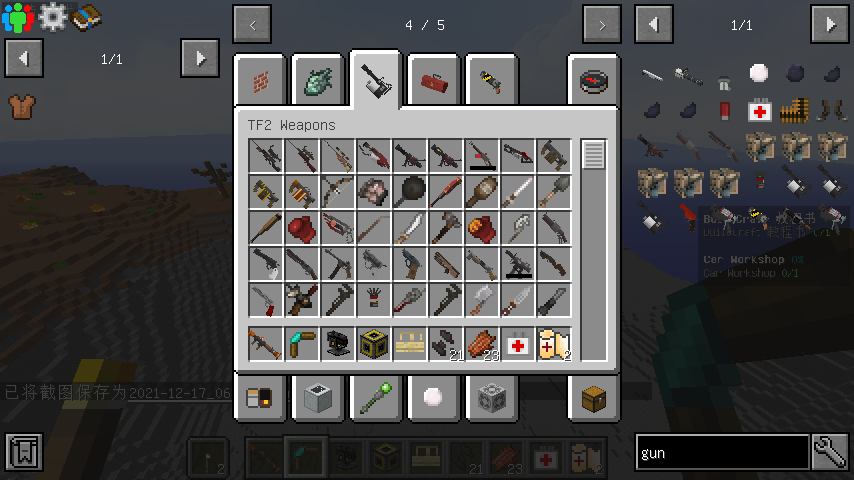 < 4 / 5 >
1/1
1/1
TF2 Weapons
Car Workshop 0%
Car Workshop 0/1
21
23
2
已将截图保存为2021-12-17_06
gun
2
21
23
2